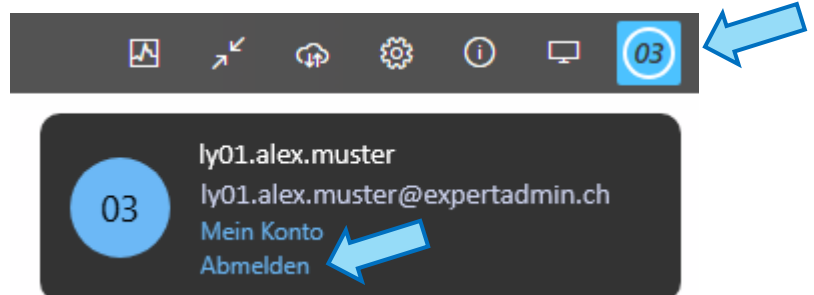 03
03
ly01.alex.muster
ly01.alex.muster@expertadmin.ch
Mein Konto
Abmelden